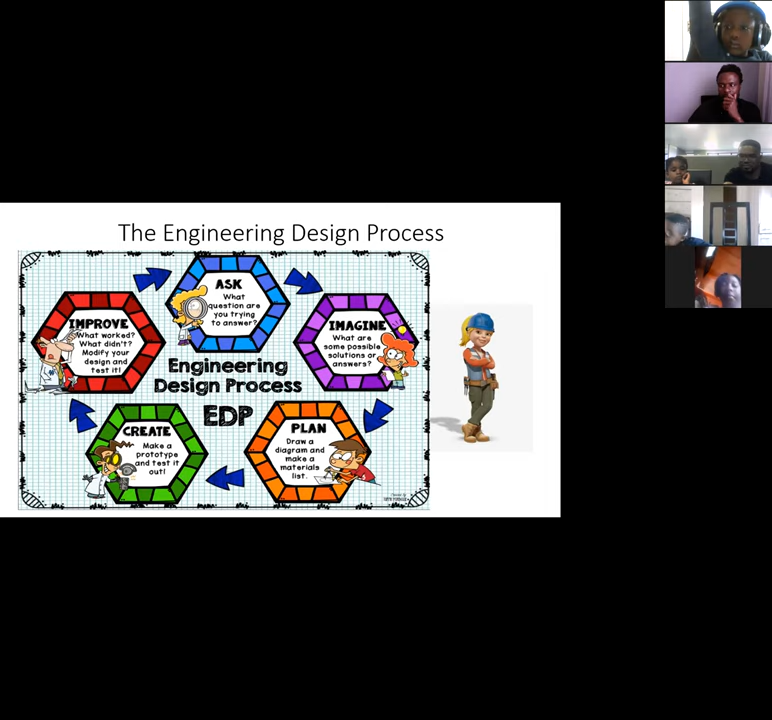 The Engineering Design Process
ASK
What
question are
you trying
to answer?
IMAGINE
What are
some possible
solutions or
answers?
PLAN
Draw a
diagram and
make a
materials
list.
CREATE
Make a
prototype
and test it
out!
IMPROVE
What worked?
What didn't?
Modify your
design and
test it!
Engineering
Design Process
EDP